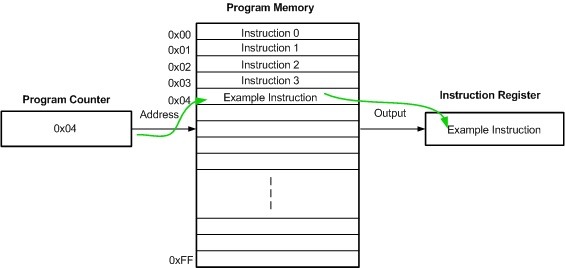 Program Memory
0x00 Instruction 0
0x01 Instruction 1
0x02 Instruction 2
0x03 Instruction 3
0x04 Example Instruction
Program Counter
0x04
Address
Output
Instruction Register
Example Instruction
0xFF